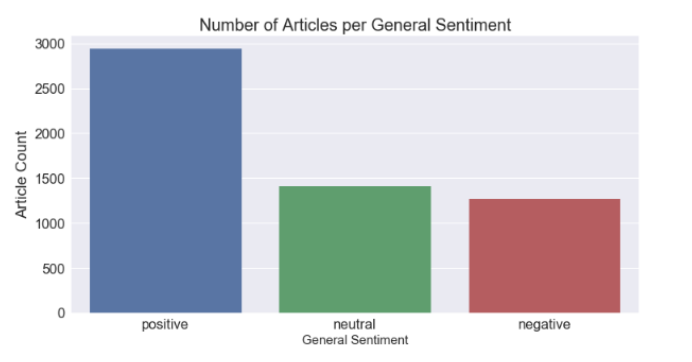 Number of Articles per General Sentiment
3000
2500
2000
1500
1000
500
0
Article Count
positive neutral negative
General Sentiment